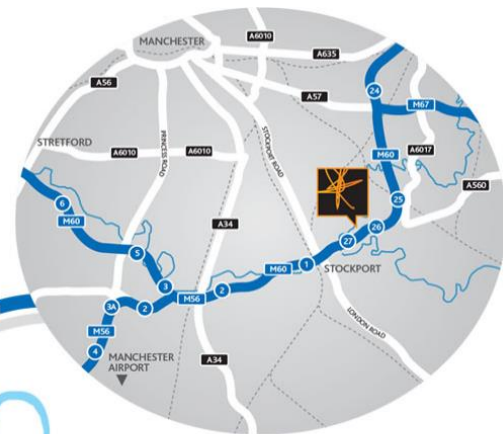 MANCHESTER
A6010
A635
A56
A57
24
M67
STRETFORD
A6010
PRINCESS ROAD
A6010
STOCKPORT ROAD
M60
A6017
A560
25
6
M60
A34
26
27
5
M60
1
STOCKPORT
3
M56
2
3A
2
M56
LONDON ROAD
4
MANCHESTER
AIRPORT
A34